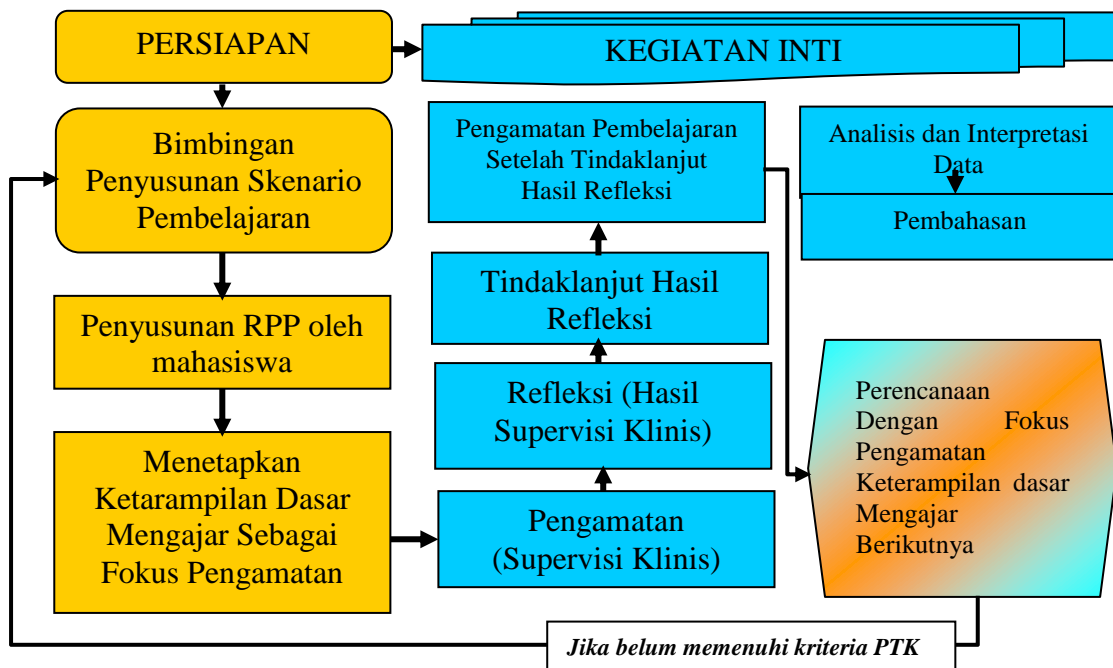 PERSIAPAN
KEGIATAN INTI
Bimbingan
Penyusunan Skenario
Pembelajaran
Penyusunan RPP oleh
mahasiswa
Menetapkan
Ketarampilan Dasar
Mengajar Sebagai
Fokus Pengamatan
Pengamatan
(Supervisi Klinis)
Refleksi (Hasil
Supervisi Klinis)
Tindaklanjut Hasil
Refleksi
Pengamatan Pembelajaran
Setelah Tindaklanjut
Hasil Refleksi
Analisis dan Interpretasi
Data
Pembahasan
Perencanaan
Dengan Fokus
Pengamatan
Keterampilan dasar
Mengajar
Berikutnya
Jika belum memenuhi kriteria PTK